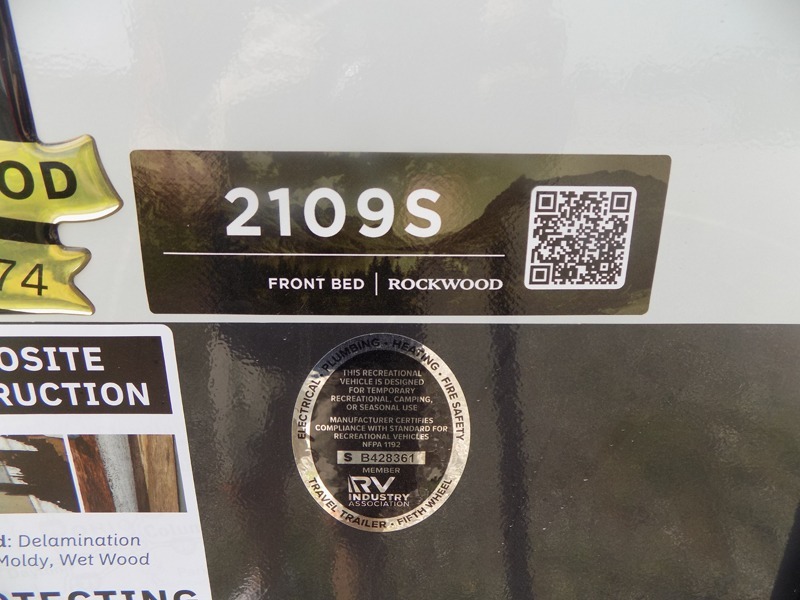 OD
74
2109S
FRONT BED | ROCKWOOD
OSITE
RUCTION
d: Delamination
Moldy, Wet Wood
OTECTING
ELECTRICAL · PLUMBING · HEATING · FIRE SAFETY
THIS RECREATIONAL
VEHICLE IS DESIGNED
FOR TEMPORARY
RECREATIONAL, CAMPING,
OR SEASONAL USE
MANUFACTURER CERTIFIES
COMPLIANCE WITH STANDARD FOR
RECREATIONAL VEHICLES
NFPA 1192
S B428361
MEMBER
RV
INDUSTRY
ASSOCIATION
TRAVEL TRAILER · FIFTH WHEEL